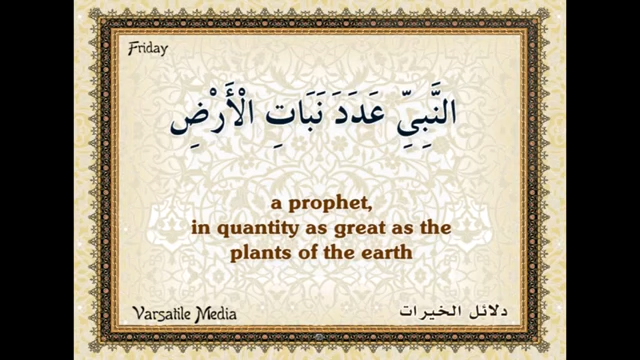 Friday
النَّبِيِّ عَدَدَ نَبَاتِ الْأَرْضِ
a prophet,
in quantity as great as the
plants of the earth
Varsatile Media
دلائل الخيرات